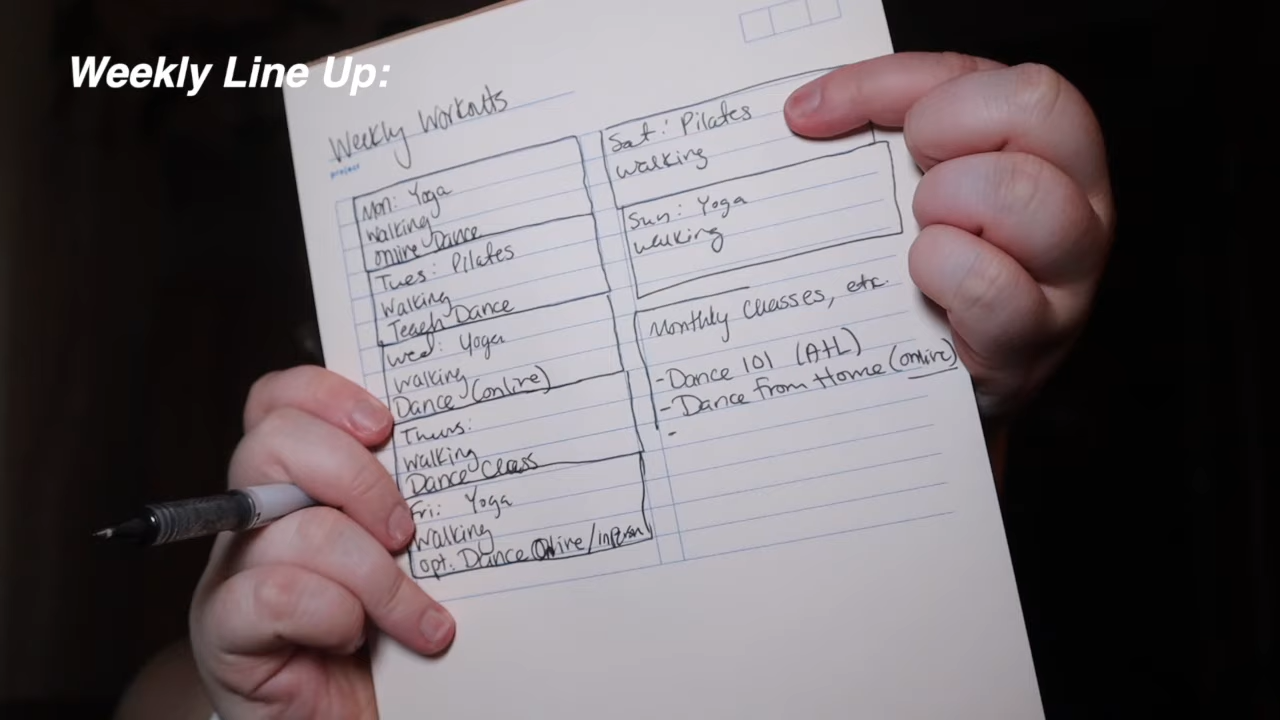 Weekly Line Up:
Weekly Workouts
project
Mon: Yoga
walking
online Dance
Tues: Pilates
Walking
Teach Dance
Wed: Yoga
walking
Dance (online)
Thurs:
walking
Dance Class
Fri: Yoga
Walking
opt. Dance Online/inperson
Sat: Pilates
walking
Sun: Yoga
walking
Monthly Classes, etc.
-Dance 101 (ATL)
-Dance from Home (online)
-